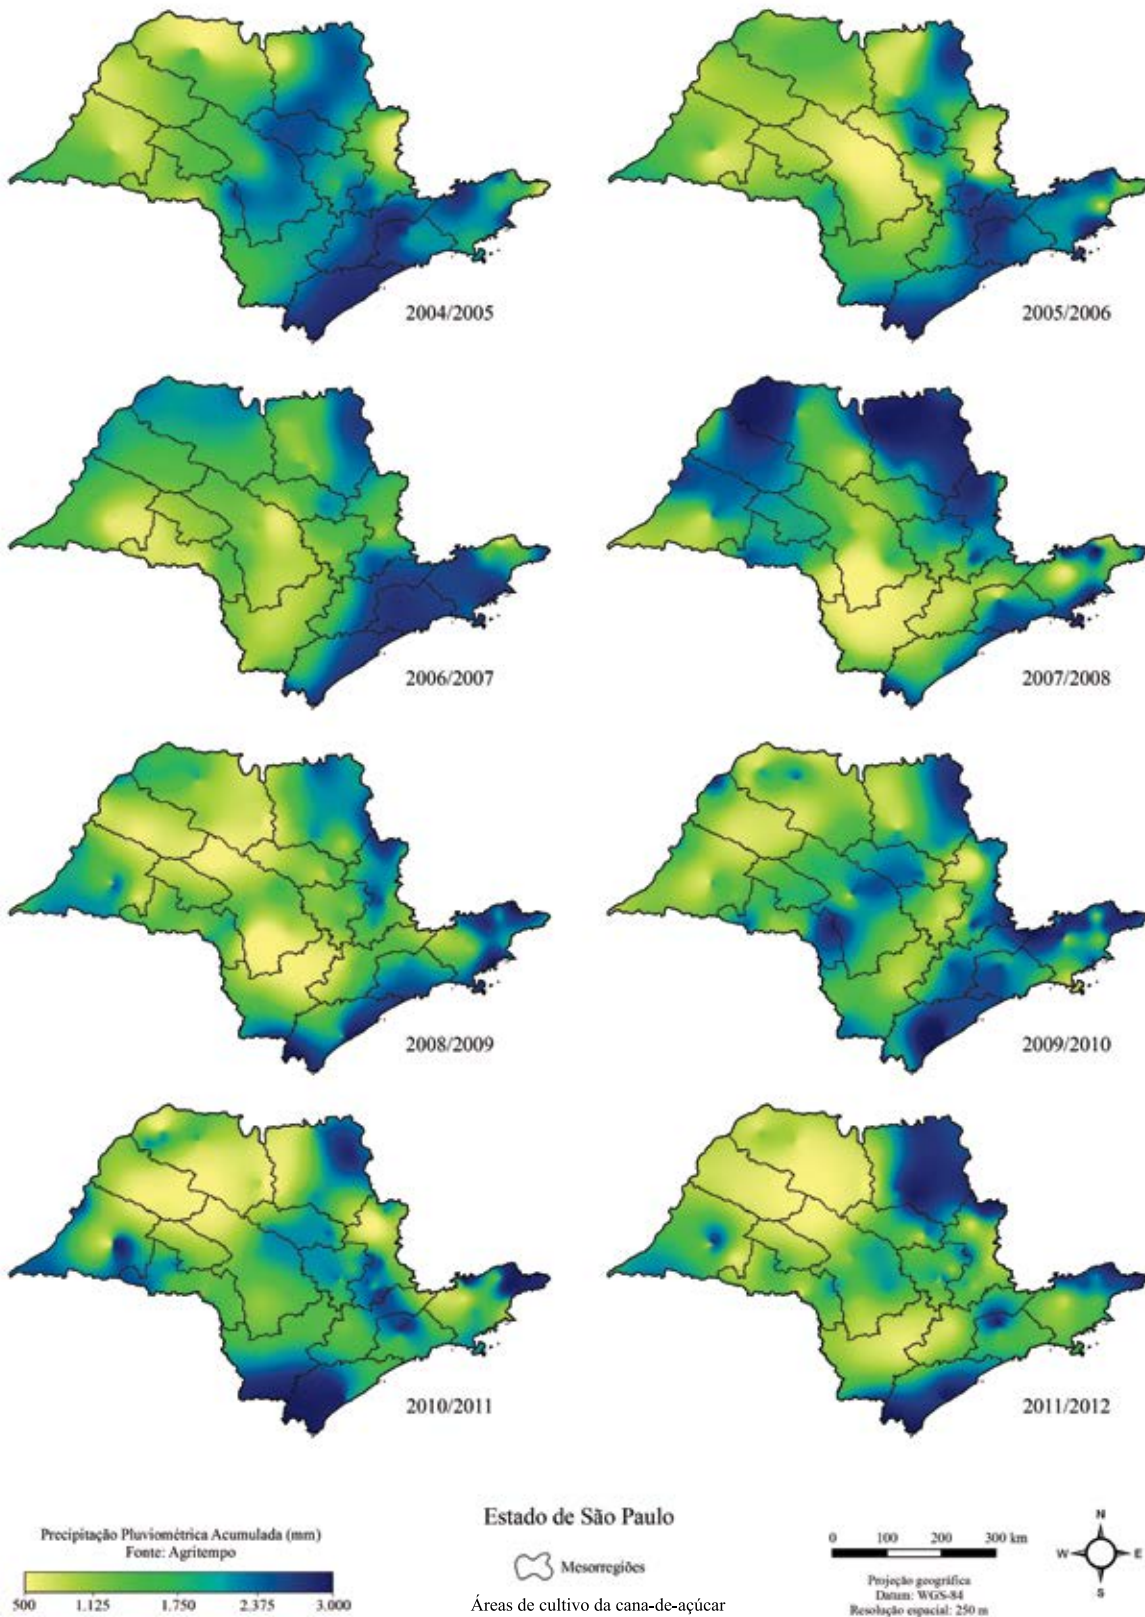 2004/2005
2005/2006
2006/2007
2007/2008
2008/2009
2009/2010
2010/2011
2011/2012
Precipitação Pluviométrica Acumulada (mm)
Fonte: Agritempo
500 1.125 1.750 2.375 3.000
Estado de São Paulo
Mesorregiões
Áreas de cultivo da cana-de-açúcar
0 100 200 300 km
Projeção geográfica
Datum: WGS-84
Resolução espacial: 250 m
N
W E
S